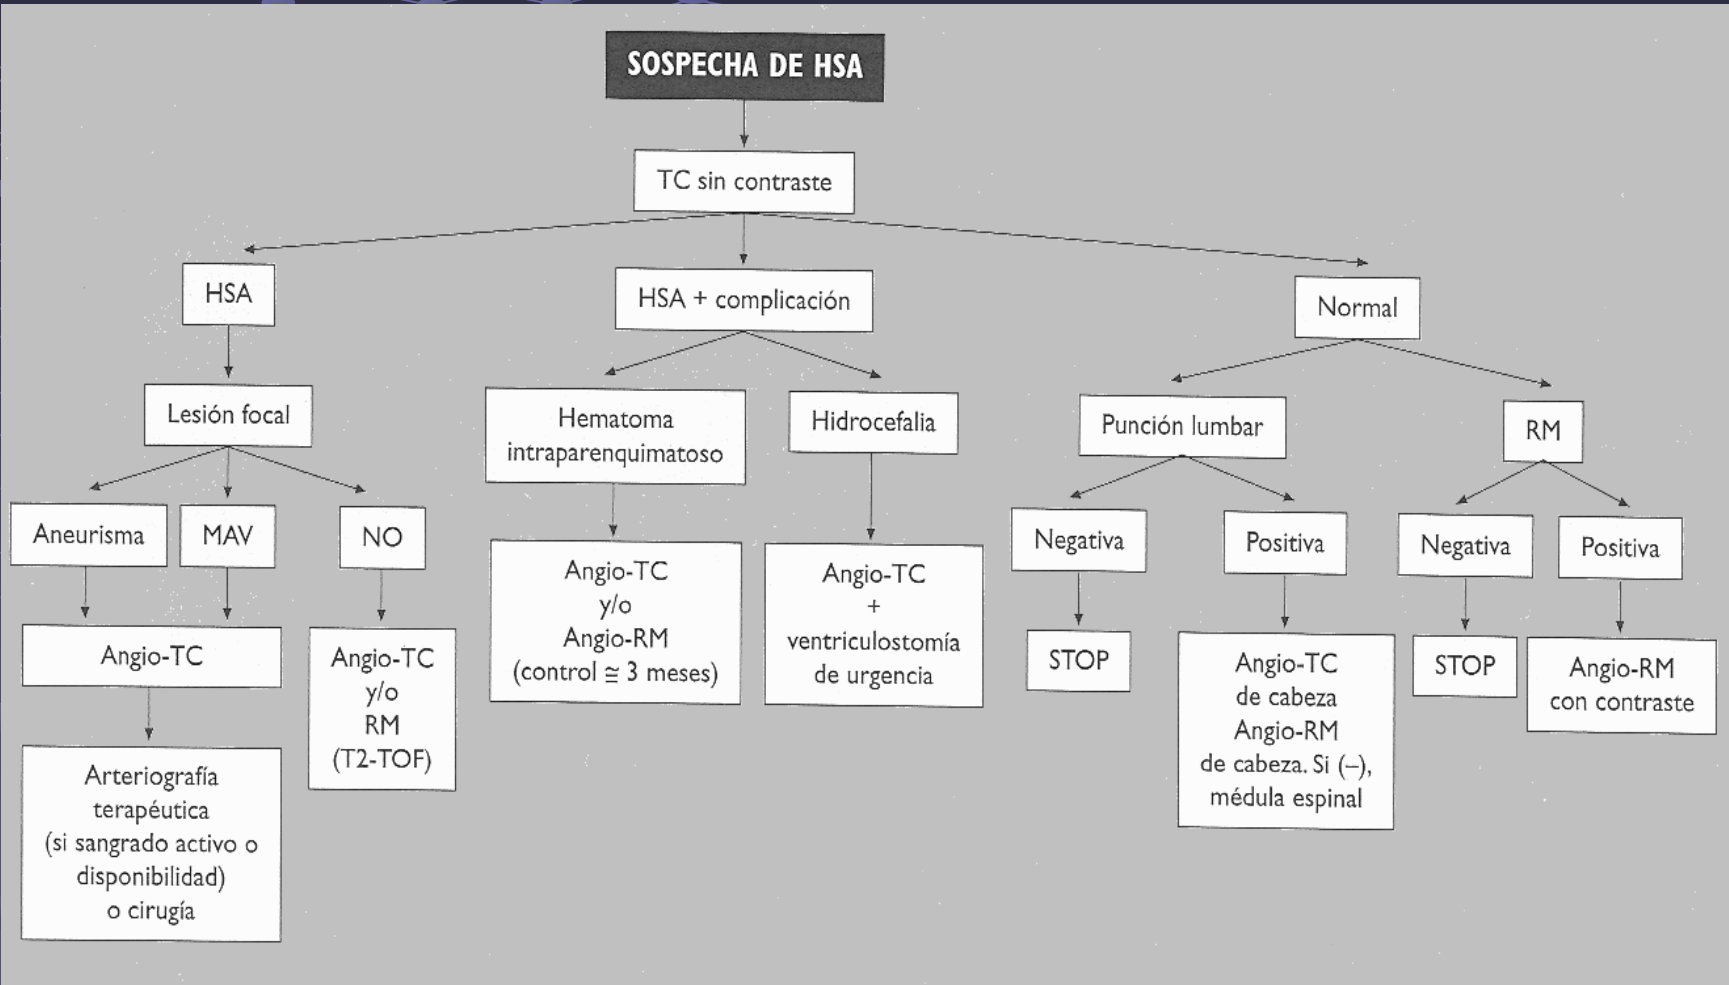 SOSPECHA DE HSA
TC sin contraste
HSA
HSA + complicación
Normal
Lesión focal
Hematoma
intraparenquimatoso
Hidrocefalia
Punción lumbar
RM
Aneurisma
MAV
NO
Negativa
Positiva
Negativa
Positiva
Angio-TC
Angio-TC
y/o
RM
(T2-TOF)
Angio-TC
y/o
Angio-RM
(control ≅ 3 meses)
Angio-TC
+
ventriculostomía
de urgencia
STOP
Angio-TC
de cabeza
Angio-RM
de cabeza. Si (–),
médula espinal
STOP
Angio-RM
con contraste
Arteriografía
terapéutica
(si sangrado activo o
disponibilidad)
o cirugía